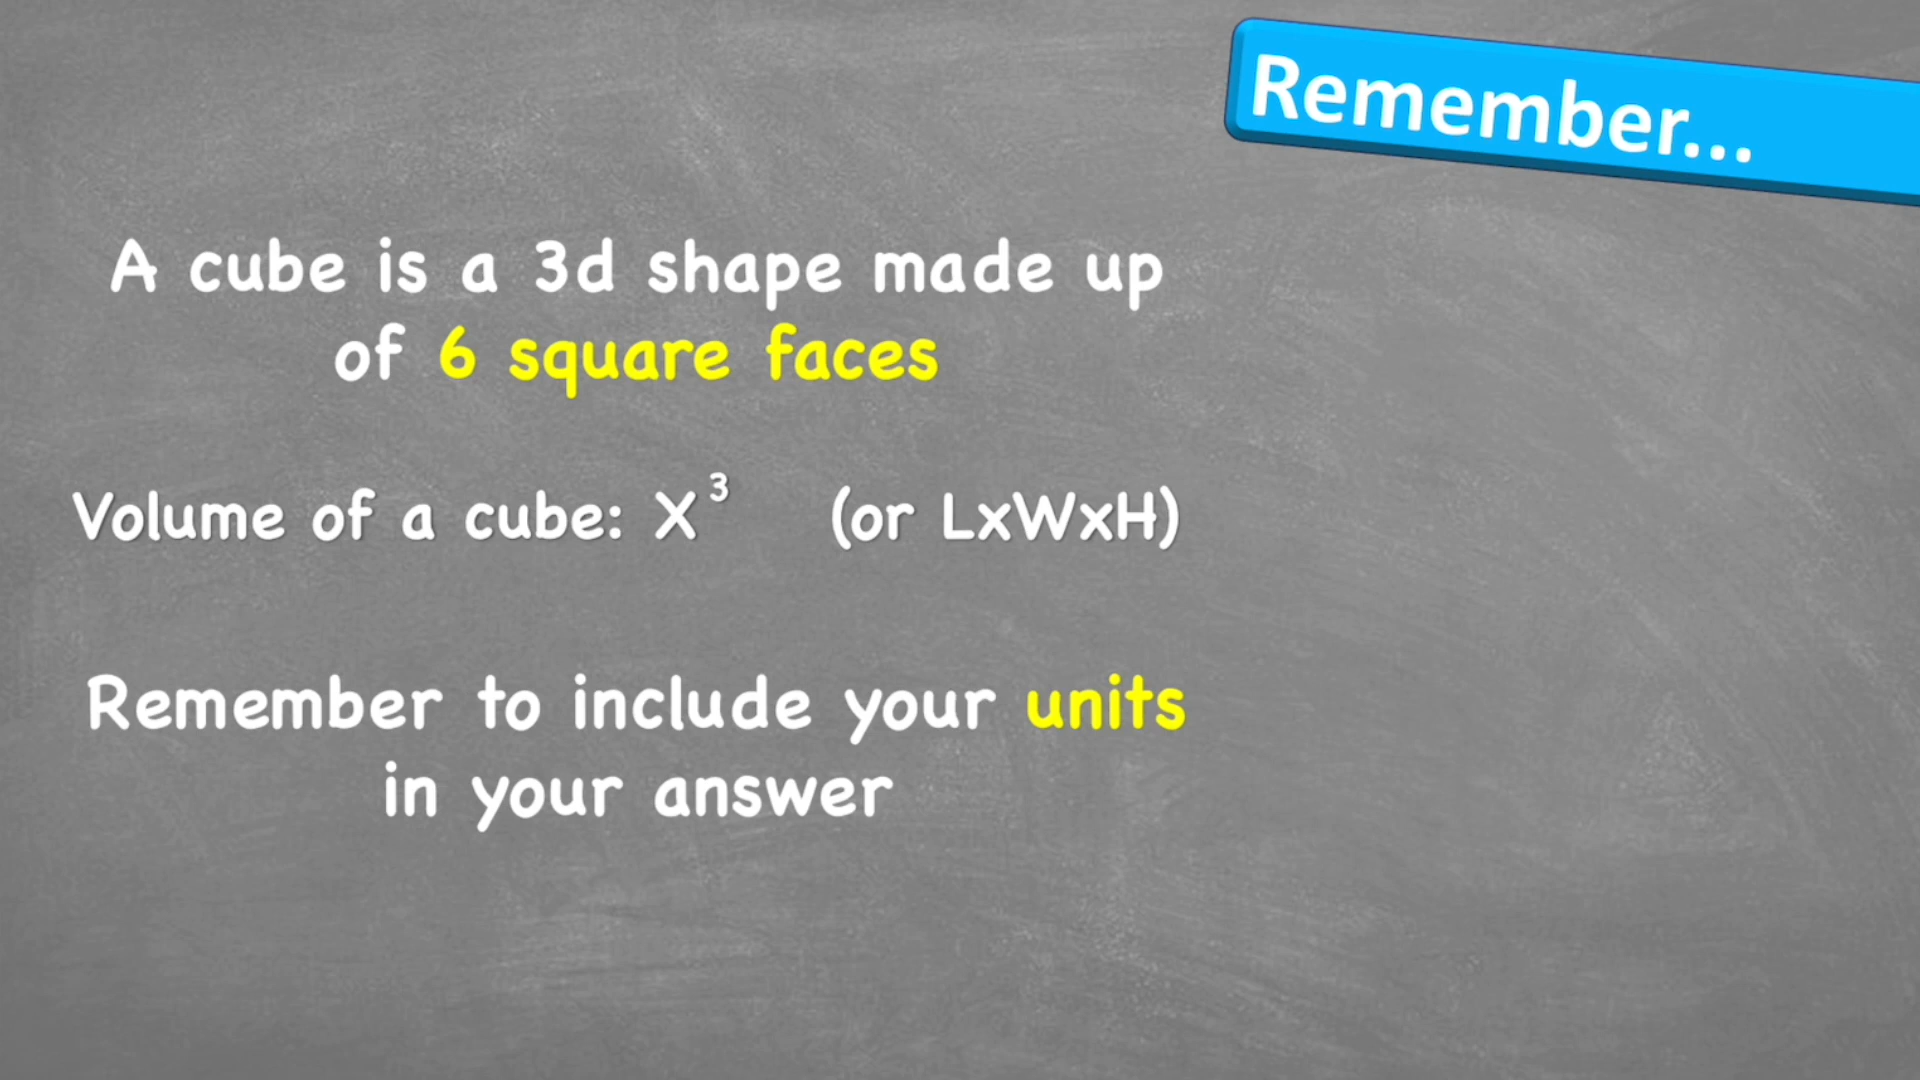 Remember...
A cube is a 3d shape made up
of 6 square faces
Volume of a cube: X³ (or LxWxH)
Remember to include your units
in your answer